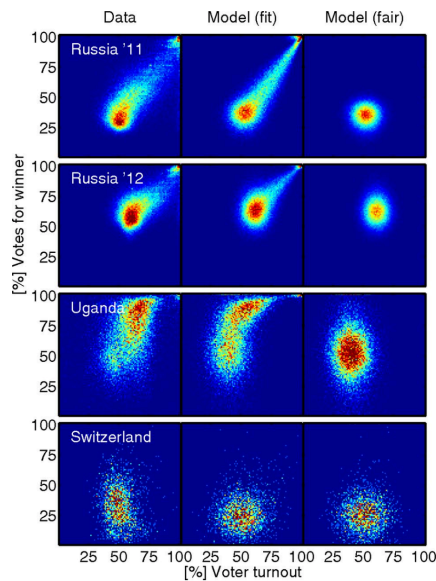 Data Model (fit) Model (fair)
[%] Votes for winner
100
75
50
25
Russia '11
100
75
50
25
Russia '12
100
75
50
25
Uganda
100
75
50
25
Switzerland
25 50 75 100 25 50 75 100 25 50 75 100
[%] Voter turnout